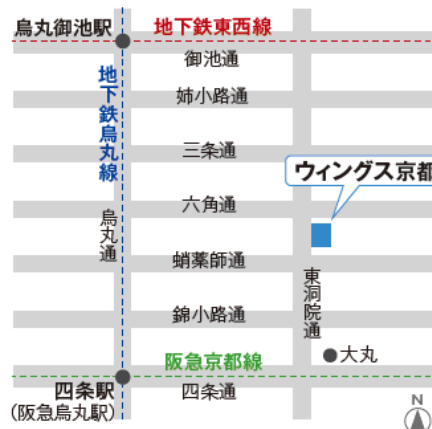 烏丸御池駅
地下鉄東西線
御池通
地下鉄烏丸線
姉小路通
三条通
ウィングス京都
六角通
烏丸通
蛸薬師通
東洞院通
錦小路通
大丸
阪急京都線
四条駅
(阪急烏丸駅)
四条通
N